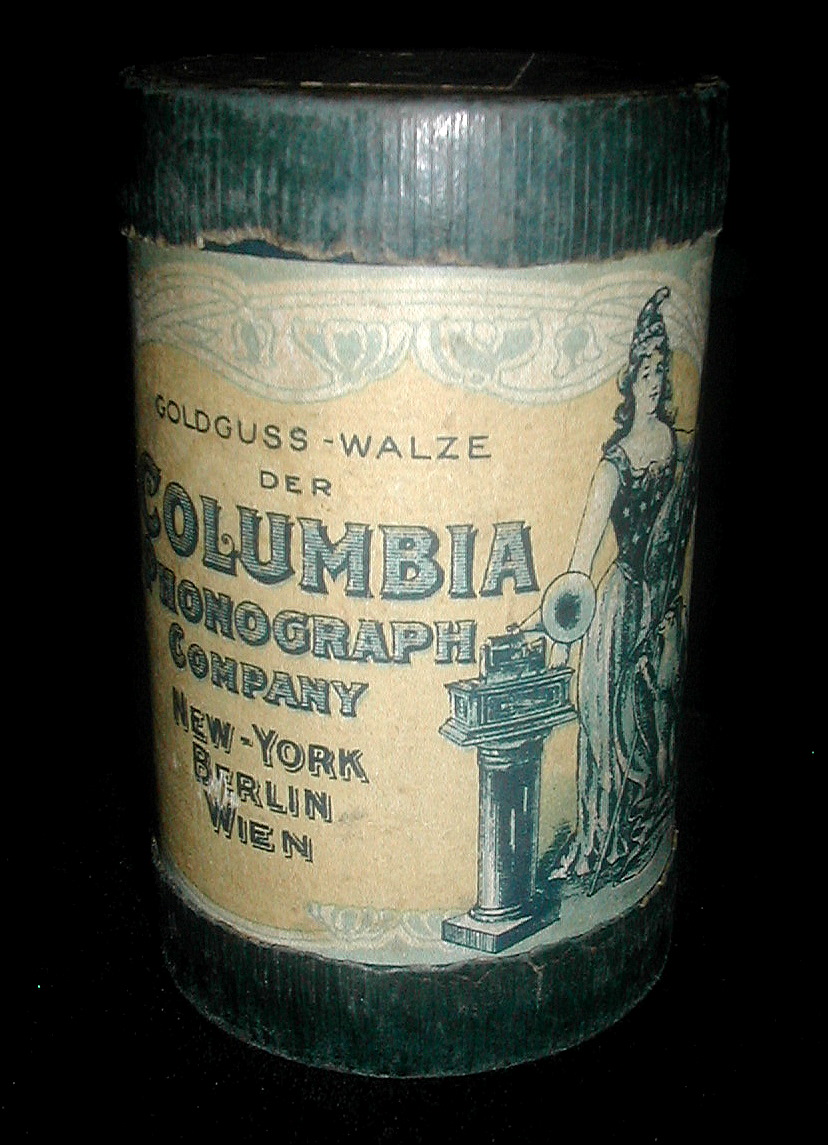 GOLDGUSS-WALZE
DER
COLUMBIA
PHONOGRAPH
COMPANY
NEW-YORK
BERLIN
WIEN